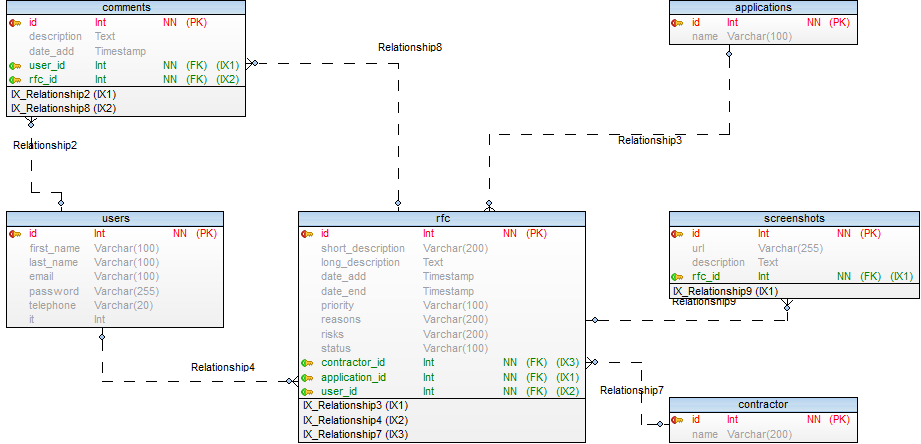 comments
id Int NN (PK)
description Text
date_add Timestamp
user_id Int NN (FK) (IX1)
rfc_id Int NN (FK) (IX2)
IX_Relationship2 (IX1)
IX_Relationship8 (IX2)
Relationship8
applications
id Int NN (PK)
name Varchar(100)
Relationship3
Relationship2
users
id Int NN (PK)
first_name Varchar(100)
last_name Varchar(100)
email Varchar(100)
password Varchar(255)
telephone Varchar(20)
it Int
Relationship4
rfc
id Int NN (PK)
short_description Varchar(200)
long_description Text
date_add Timestamp
date_end Timestamp
priority Varchar(100)
reasons Varchar(200)
risks Varchar(200)
status Varchar(100)
contractor_id Int NN (FK) (IX3)
application_id Int NN (FK) (IX1)
user_id Int NN (FK) (IX2)
IX_Relationship3 (IX1)
IX_Relationship4 (IX2)
IX_Relationship7 (IX3)
screenshots
id Int NN (PK)
url Varchar(255)
description Text
rfc_id Int NN (FK) (IX1)
IX_Relationship9 (IX1)
Relationship9
Relationship7
contractor
id Int NN (PK)
name Varchar(200)